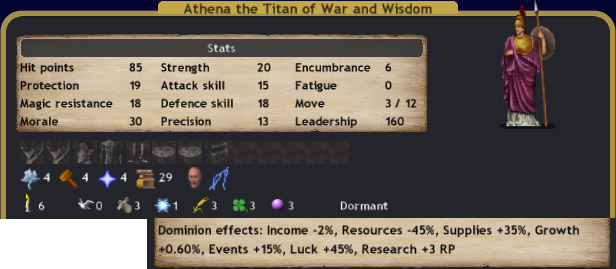 Athena the Titan of War and Wisdom
Stats
Hit points 85 Strength 20 Encumbrance 6
Protection 19 Attack skill 15 Fatigue 0
Magic resistance 18 Defence skill 18 Move 3 / 12
Morale 30 Precision 13 Leadership 160
4 4 4 29
6 0 3 1 3 3 3 Dormant
Dominion effects: Income -2%, Resources -45%, Supplies +35%, Growth
+0.60%, Events +15%, Luck +45%, Research +3 RP